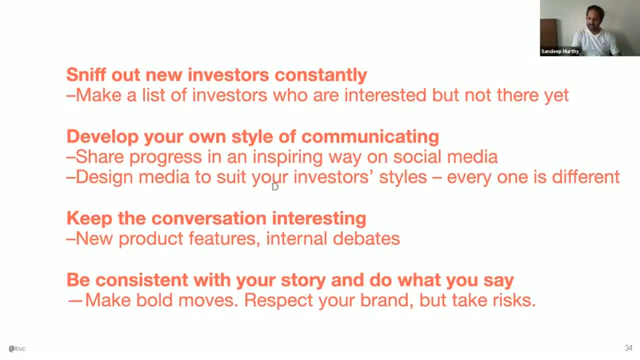 Sniff out new investors constantly
–Make a list of investors who are interested but not there yet
Develop your own style of communicating
–Share progress in an inspiring way on social media
–Design media to suit your investors’ styles – every one is different
Keep the conversation interesting
–New product features, internal debates
Be consistent with your story and do what you say
—Make bold moves. Respect your brand, but take risks.
Sandeep Murthy
34